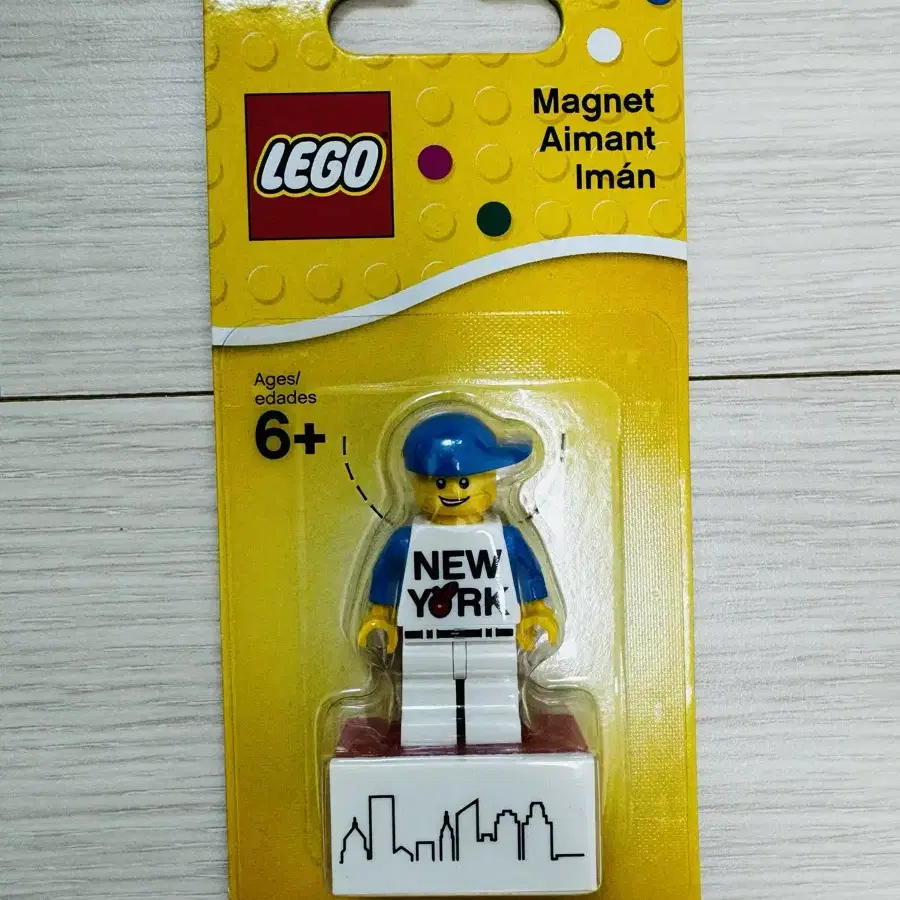 LEGO
Magnet
Aimant
Imán
Ages/
edades
6+
NEW
YORK